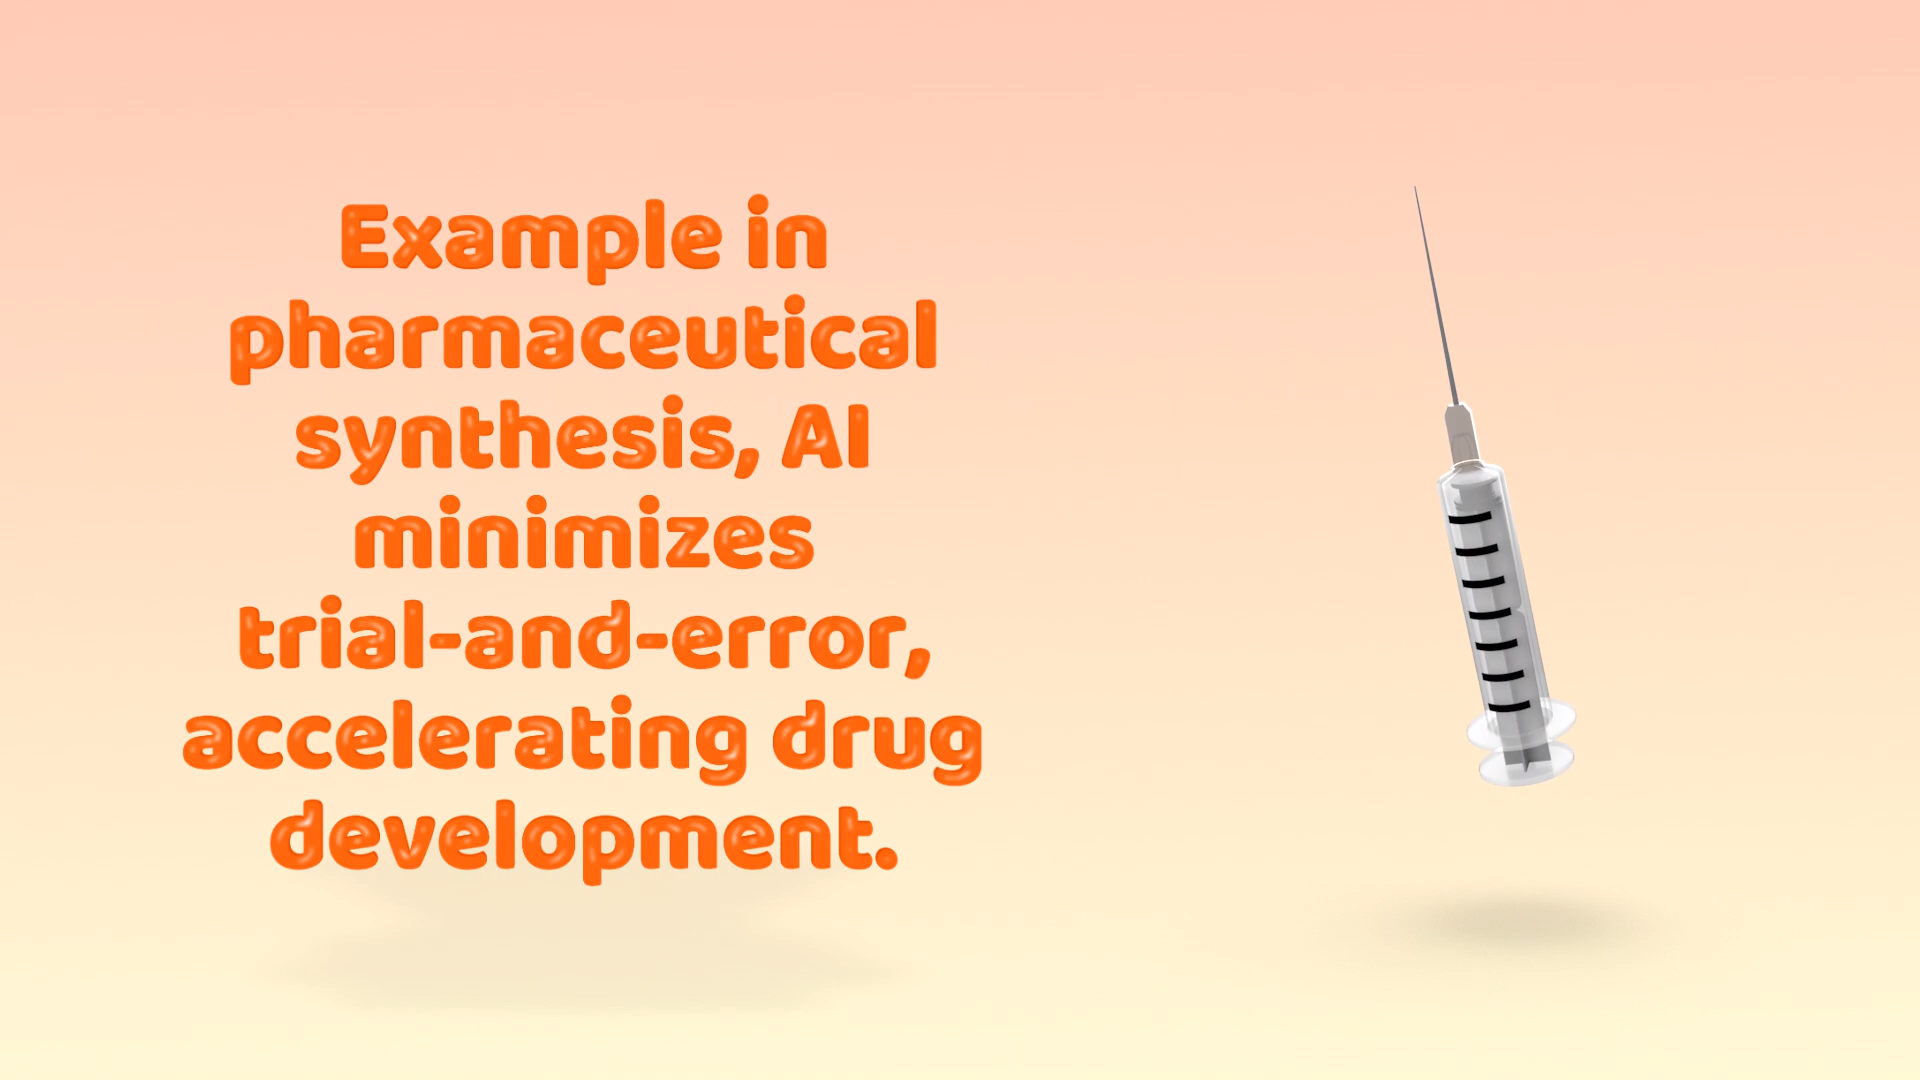 Example in
pharmaceutical
synthesis, AI
minimizes
trial-and-error,
accelerating drug
development.